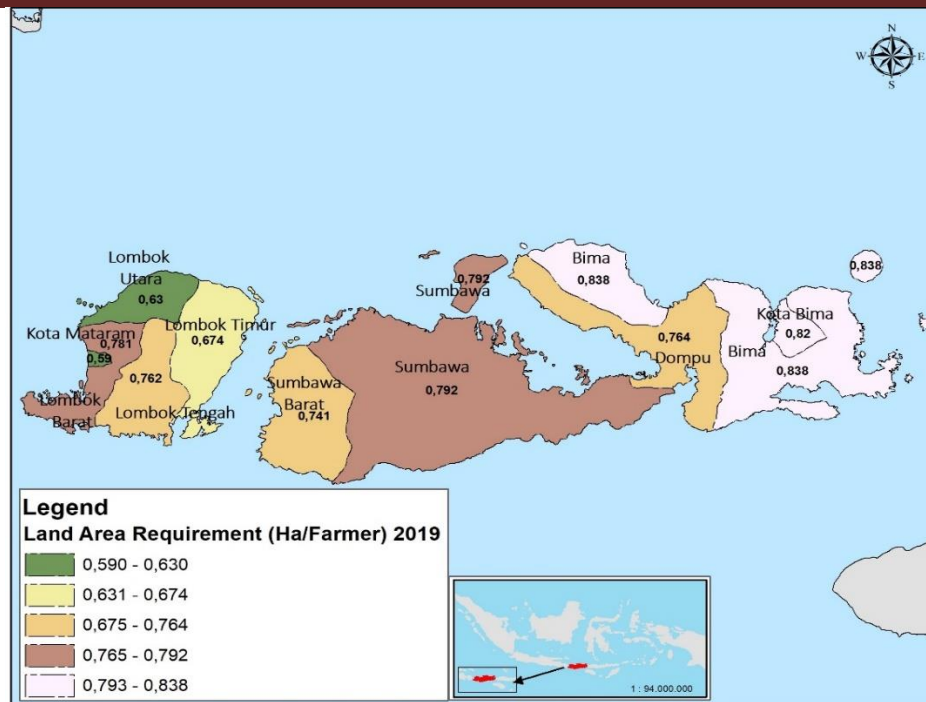 N
W E
S
Lombok
Utara
0,63
Kota Mataram
0,781
0,59
Lombok
Barat
0,762
Lombok Tengah
Lombok Timur
0,674
Sumbawa
Barat
0,741
Sumbawa
0,792
0,792
Sumbawa
Bima
0,838
0,764
Dompu
Bima
Kota Bima
0,82
0,838
0,838
Legend
Land Area Requirement (Ha/Farmer) 2019
0,590 - 0,630
0,631 - 0,674
0,675 - 0,764
0,765 - 0,792
0,793 - 0,838
1 : 94.000.000